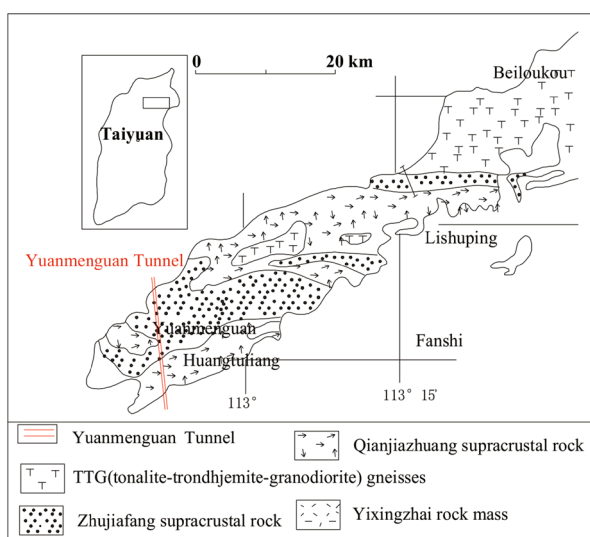 0 20 km
Beiloukou
Taiyuan
Lishuping
Yuanmenguan Tunnel
Yuanmenguan
Fanshi
Huangtuliang
113° 113° 15′
Yuanmenguan Tunnel
Qianjiazhuang supracrustal rock
TTG(tonalite-trondhjemite-granodiorite) gneisses
Zhujiafang supracrustal rock
Yixingzhai rock mass